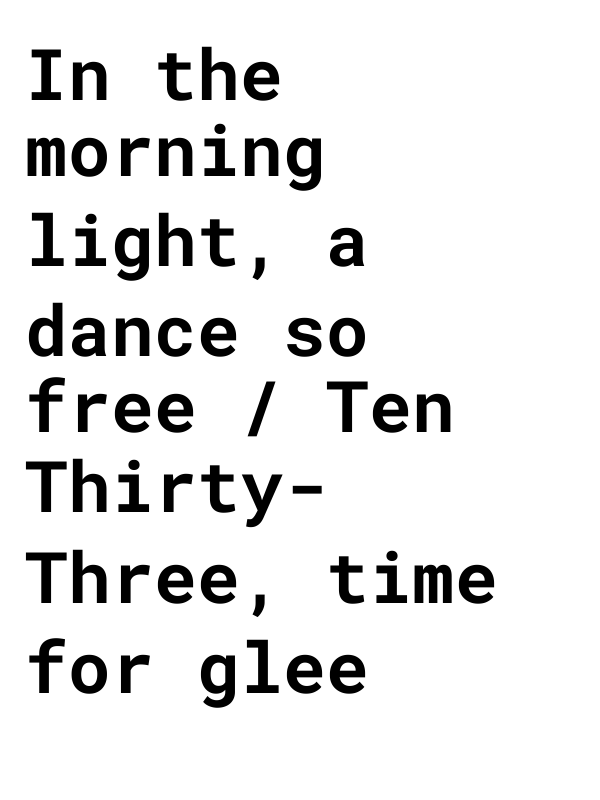 In the
morning
light, a
dance so
free / Ten
Thirty-
Three, time
for glee